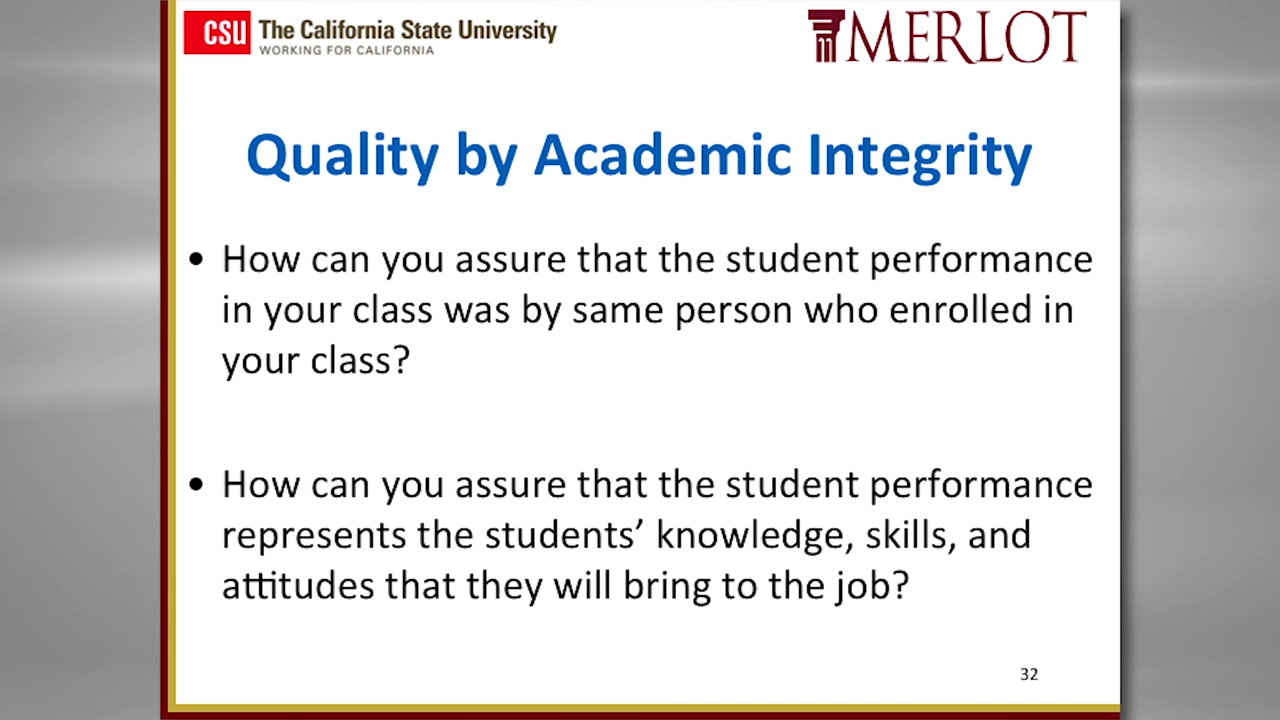 CSU The California State University
WORKING FOR CALIFORNIA
MERLOT
Quality by Academic Integrity
• How can you assure that the student performance
in your class was by same person who enrolled in
your class?
• How can you assure that the student performance
represents the students’ knowledge, skills, and
attitudes that they will bring to the job?
32